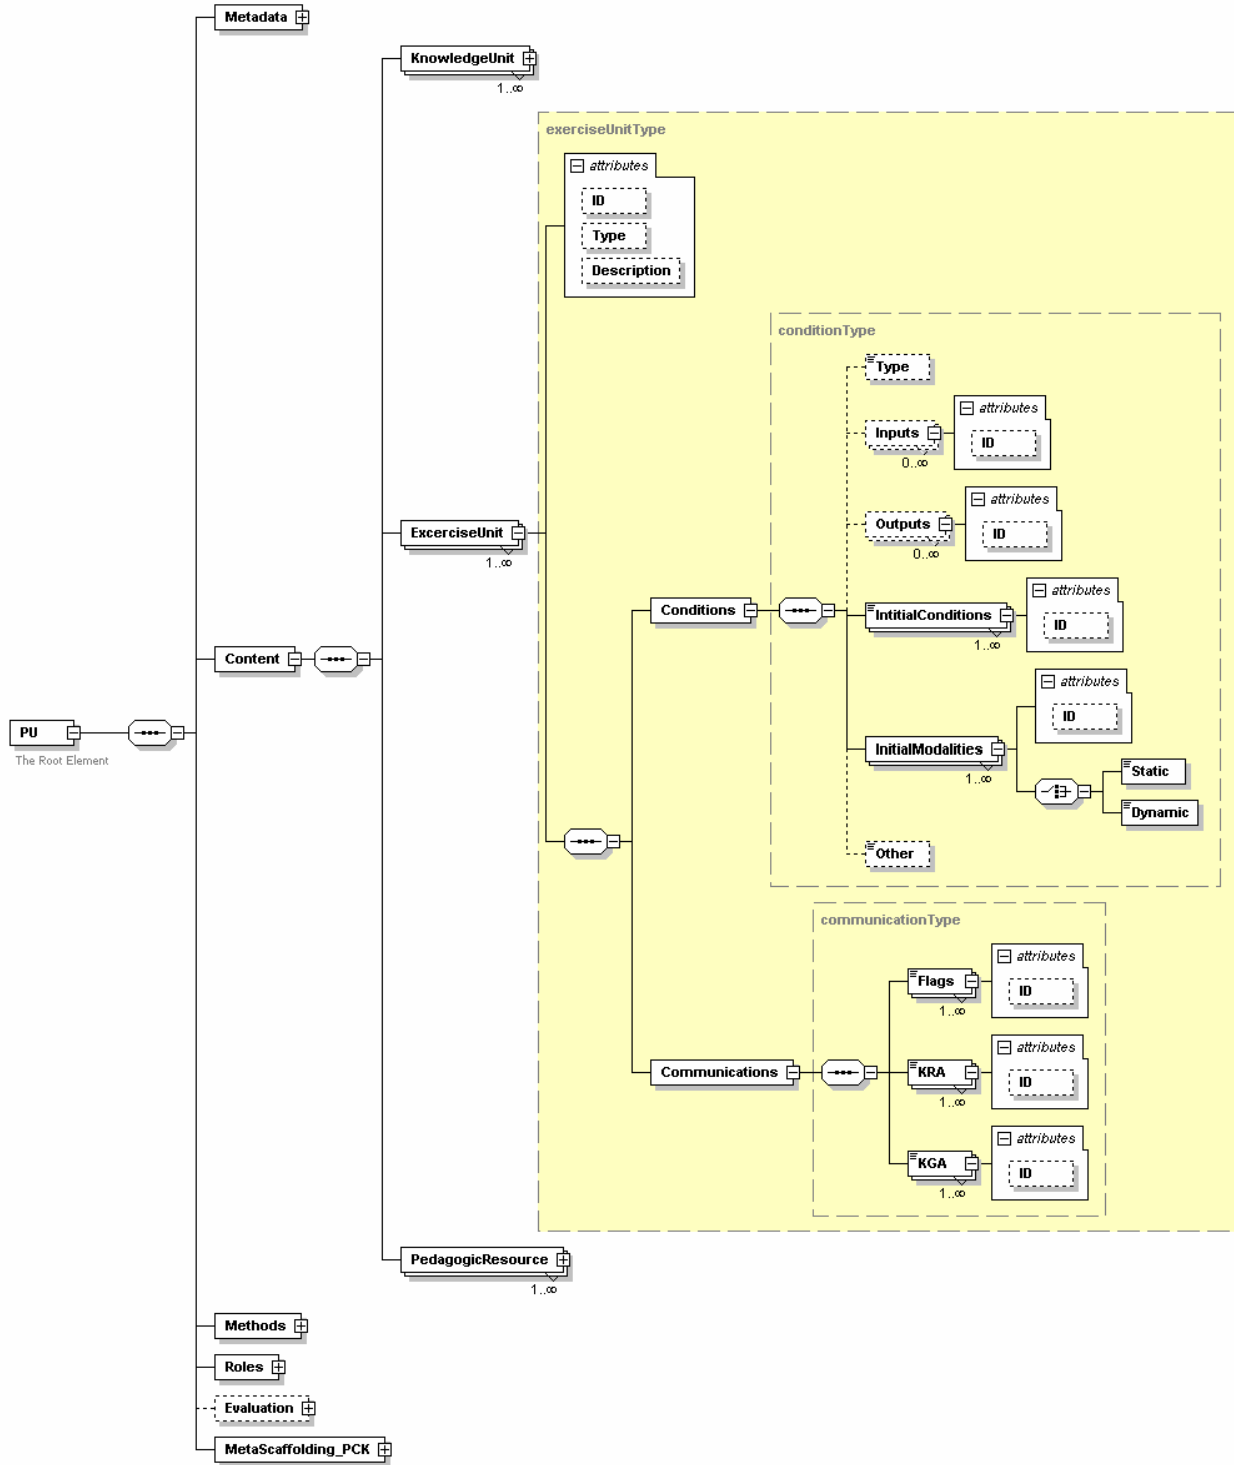 Metadata
KnowledgeUnit
1..∞
exerciseUnitType
attributes
ID
Type
Description
conditionType
Type
attributes
Inputs
ID
0..∞
attributes
Outputs
ID
0..∞
ExcerciseUnit
1..∞
attributes
Conditions
IntitialConditions
ID
1..∞
Content
attributes
ID
PU
The Root Element
InitialModalities
1..∞
Static
Dynamic
Other
communicationType
attributes
Flags
ID
1..∞
attributes
Communications
KRA
ID
1..∞
attributes
KGA
ID
1..∞
PedagogicResource
1..∞
Methods
Roles
Evaluation
MetaScaffolding_PCK